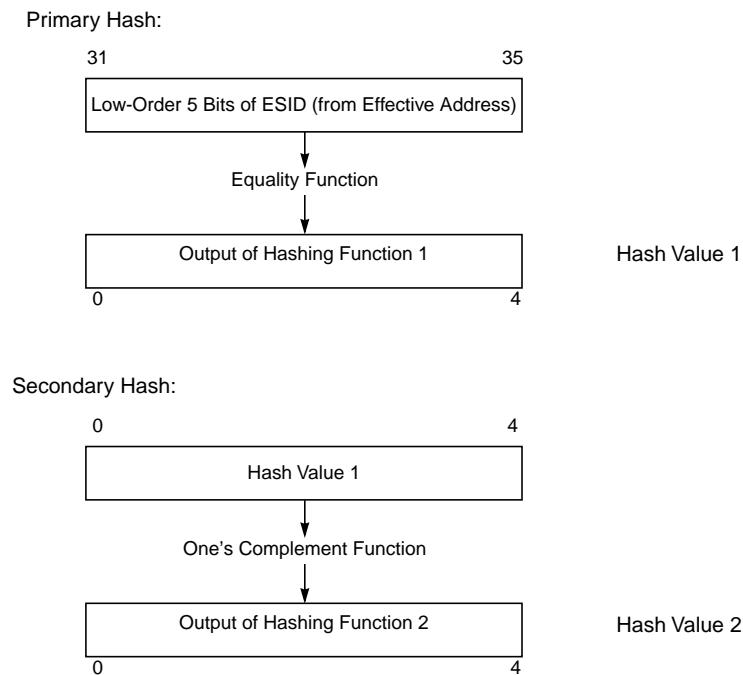 Primary Hash:
31 35
Low-Order 5 Bits of ESID (from Effective Address)
Equality Function
Output of Hashing Function 1 Hash Value 1
0 4
Secondary Hash:
0 4
Hash Value 1
One's Complement Function
Output of Hashing Function 2 Hash Value 2
0 4